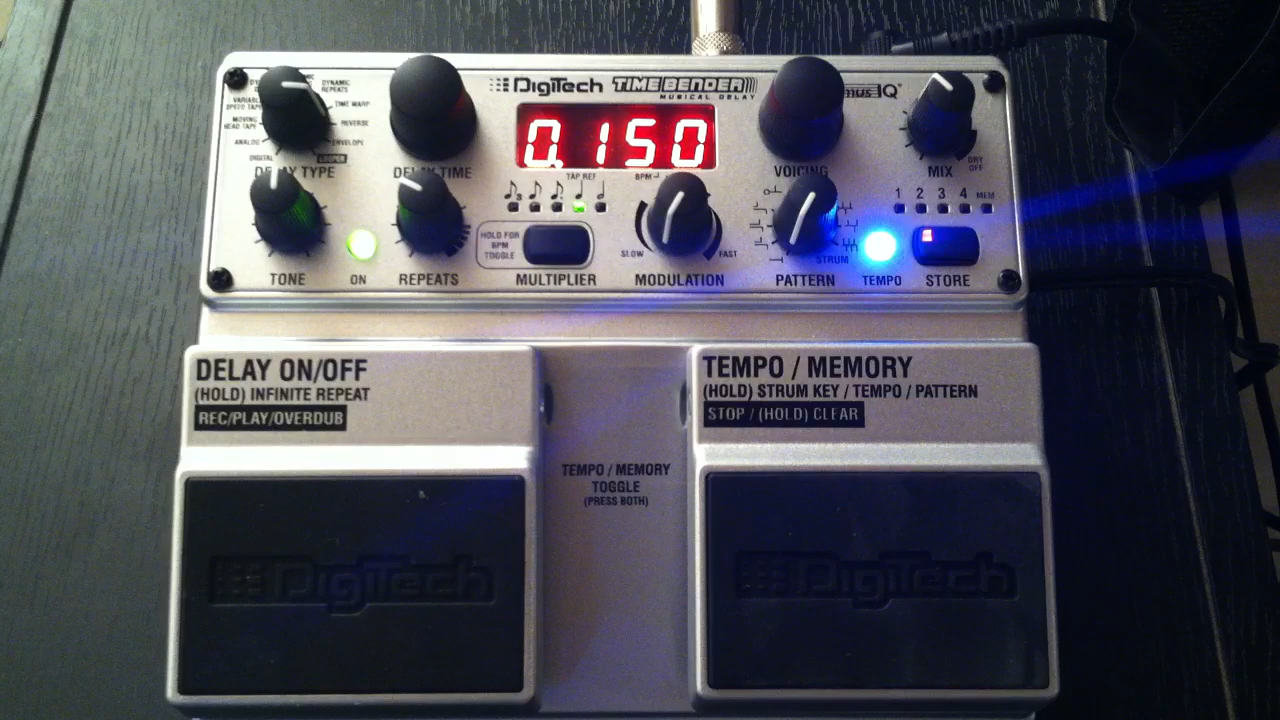 DigiTech TIME BENDER
MUSICAL DELAY
musIQ
DYNAMIC
REPEATS
VARIABLE
SPEED TAPE
TIME WARP
MOVING
HEAD TAPE
REVERSE
ANALOG
ENVELOPE
DIGITAL
LOOPER
0.150
DELAY TYPE
DELAY TIME
VOICING
MIX
DRY
OFF
TAP REF
BPM
3
1 2 3 4 MEM
HOLD FOR
BPM
TOGGLE
SLOW
FAST
STRUM
TONE
ON
REPEATS
MULTIPLIER
MODULATION
PATTERN
TEMPO
STORE
DELAY ON/OFF
(HOLD) INFINITE REPEAT
REC/PLAY/OVERDUB
TEMPO / MEMORY
(HOLD) STRUM KEY / TEMPO / PATTERN
STOP / (HOLD) CLEAR
TEMPO / MEMORY
TOGGLE
(PRESS BOTH)
DigiTech
DigiTech